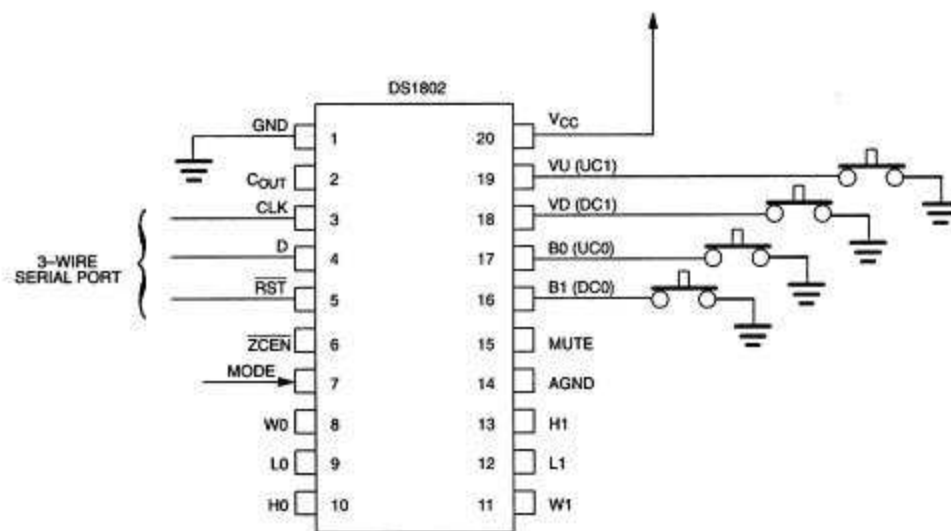 DS1802
GND 1
C_OUT 2
CLK 3
D 4
RST 5
ZCEN 6
MODE 7
W0 8
L0 9
H0 10
3–WIRE
SERIAL PORT
20 V_CC
19 VU (UC1)
18 VD (DC1)
17 B0 (UC0)
16 B1 (DC0)
15 MUTE
14 AGND
13 H1
12 L1
11 W1